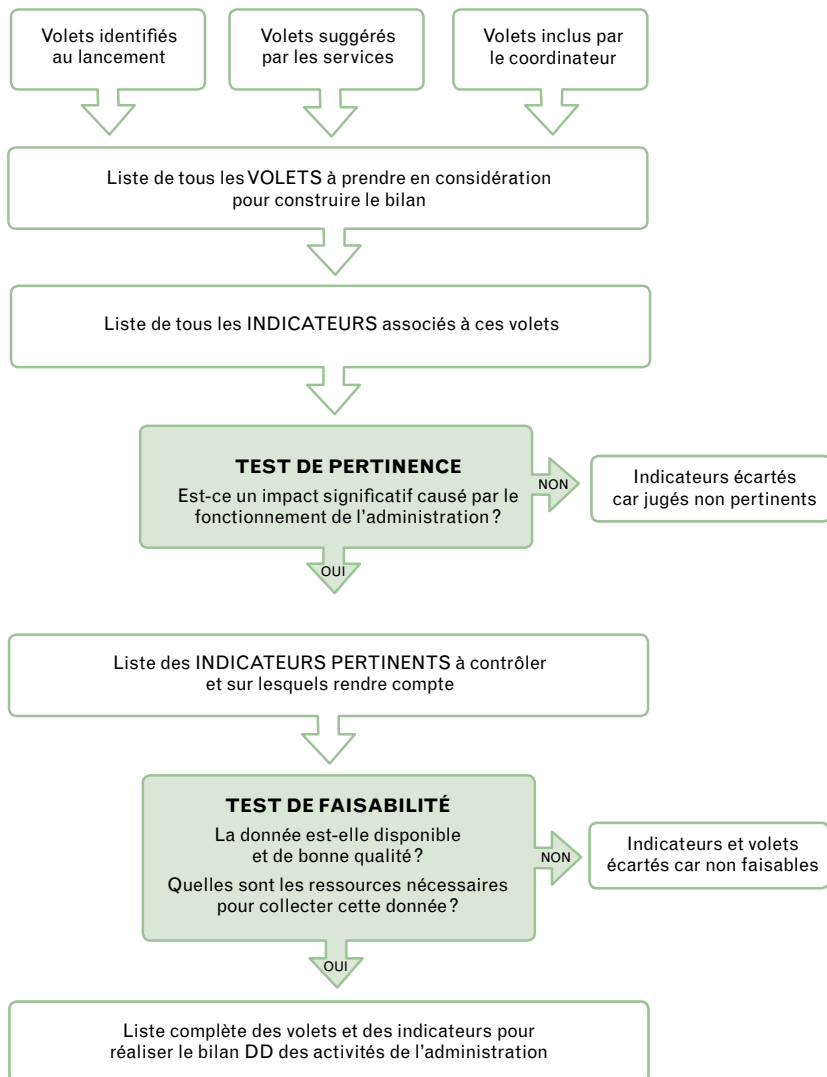 Volets identifiés
au lancement
Volets suggérés
par les services
Volets inclus par
le coordinateur
Liste de tous les VOLETS à prendre en considération
pour construire le bilan
Liste de tous les INDICATEURS associés à ces volets
TEST DE PERTINENCE
Est-ce un impact significatif causé par le
fonctionnement de l'administration ?
NON
Indicateurs écartés
car jugés non pertinents
OUI
Liste des INDICATEURS PERTINENTS à contrôler
et sur lesquels rendre compte
TEST DE FAISABILITÉ
La donnée est-elle disponible
et de bonne qualité ?
Quelles sont les ressources nécessaires
pour collecter cette donnée ?
NON
Indicateurs et volets
écartés car non faisables
OUI
Liste complète des volets et des indicateurs pour
réaliser le bilan DD des activités de l'administration